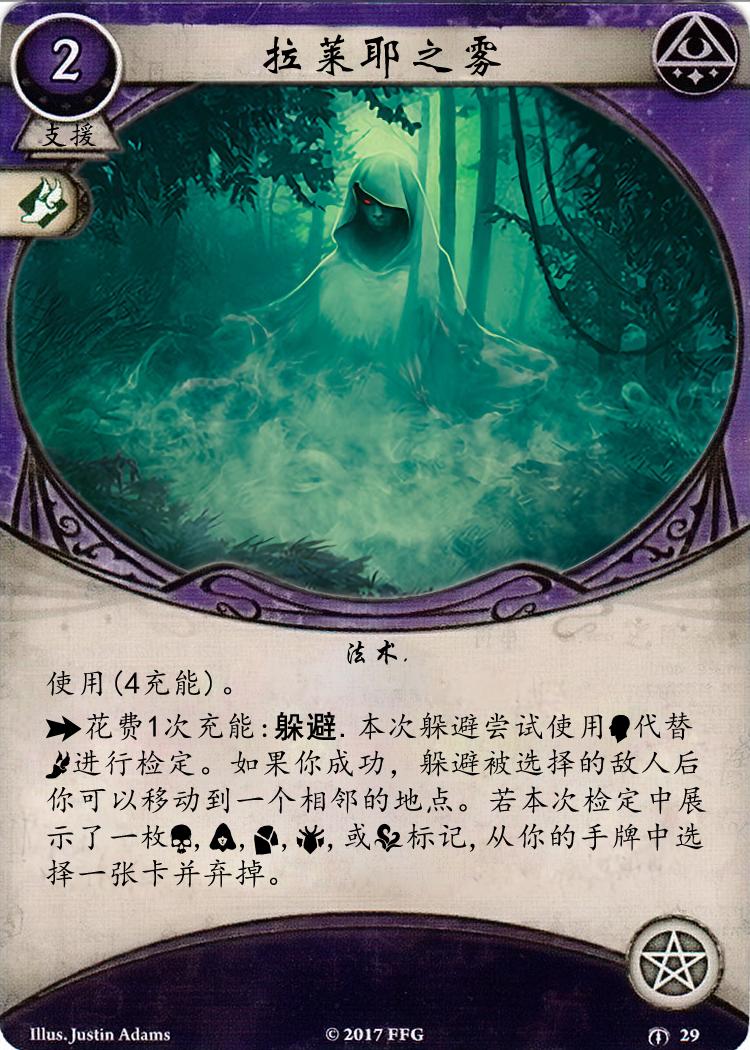 2
拉莱耶之雾
支援
法术.
使用(4充能)。
花费1次充能:躲避.本次躲避尝试使用代替
进行检定。如果你成功，躲避被选择的敌人后
你可以移动到一个相邻的地点。若本次检定中展
示了一枚,,,,或标记,从你的手牌中选
择一张卡并弃掉。
Illus. Justin Adams
© 2017 FFG
29